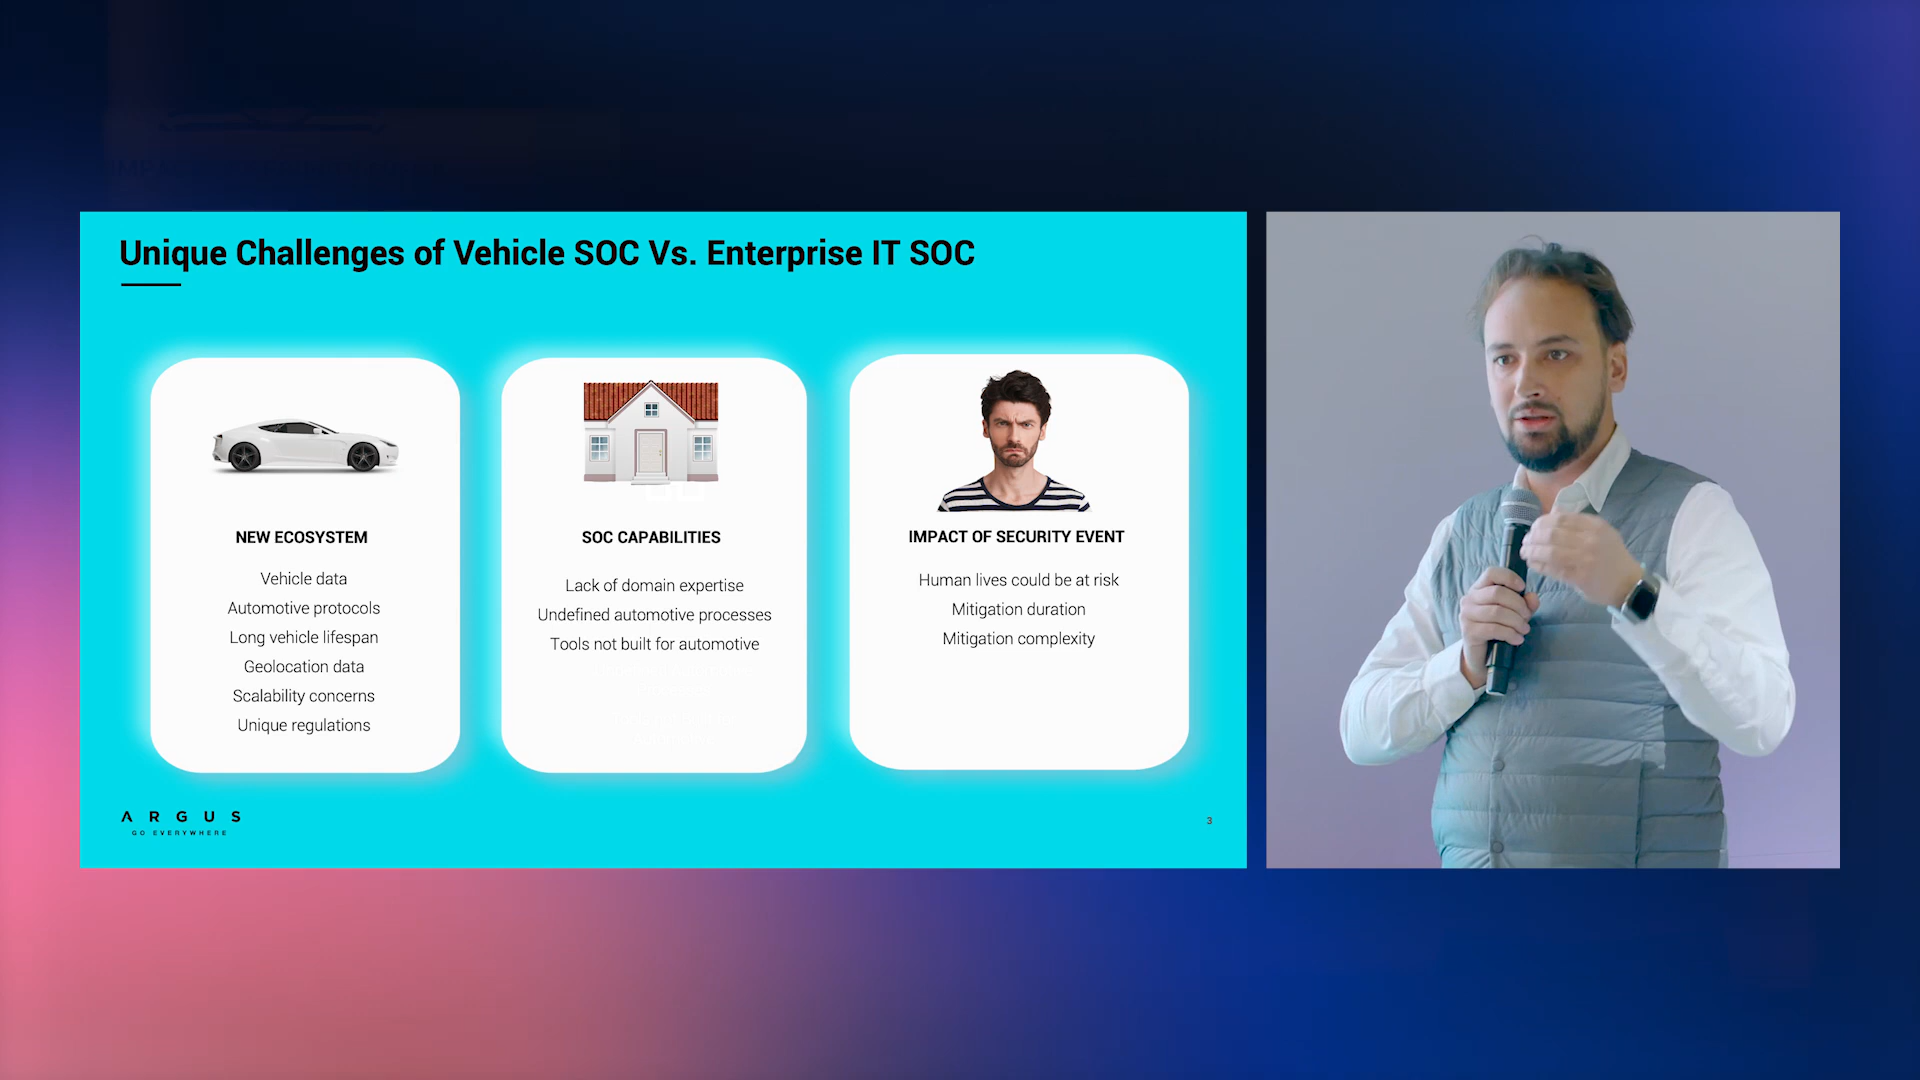 Unique Challenges of Vehicle SOC Vs. Enterprise IT SOC
NEW ECOSYSTEM
Vehicle data
Automotive protocols
Long vehicle lifespan
Geolocation data
Scalability concerns
Unique regulations
SOC CAPABILITIES
Lack of domain expertise
Undefined automotive processes
Tools not built for automotive
IMPACT OF SECURITY EVENT
Human lives could be at risk
Mitigation duration
Mitigation complexity
ARGUS
GO EVERYWHERE
3